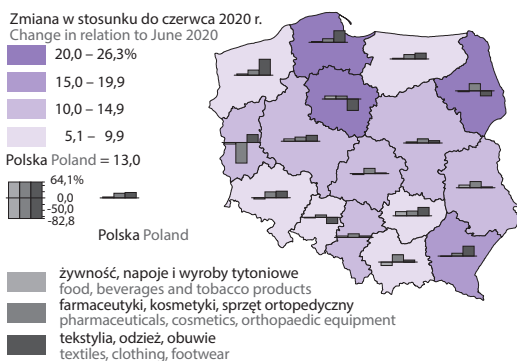 Zmiana w stosunku do czerwca 2020 r.
Change in relation to June 2020
20,0 – 26,3%
15,0 – 19,9
10,0 – 14,9
5,1 – 9,9
Polska Poland = 13,0
64,1%
0,0
-50,0
-82,8
Polska Poland
żywność, napoje i wyroby tytoniowe
food, beverages and tobacco products
farmaceutyki, kosmetyki, sprzęt ortopedyczny
pharmaceuticals, cosmetics, orthopaedic equipment
tekstylia, odzież, obuwie
textiles, clothing, footwear